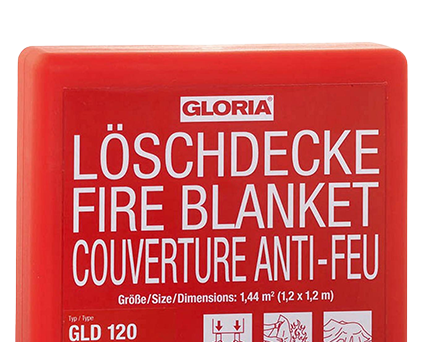 GLORIA®
LÖSCHDECKE
FIRE BLANKET
COUVERTURE ANTI-FEU
Größe/Size/Dimensions: 1,44 m² (1,2 x 1,2 m)
Typ / Type
GLD 120